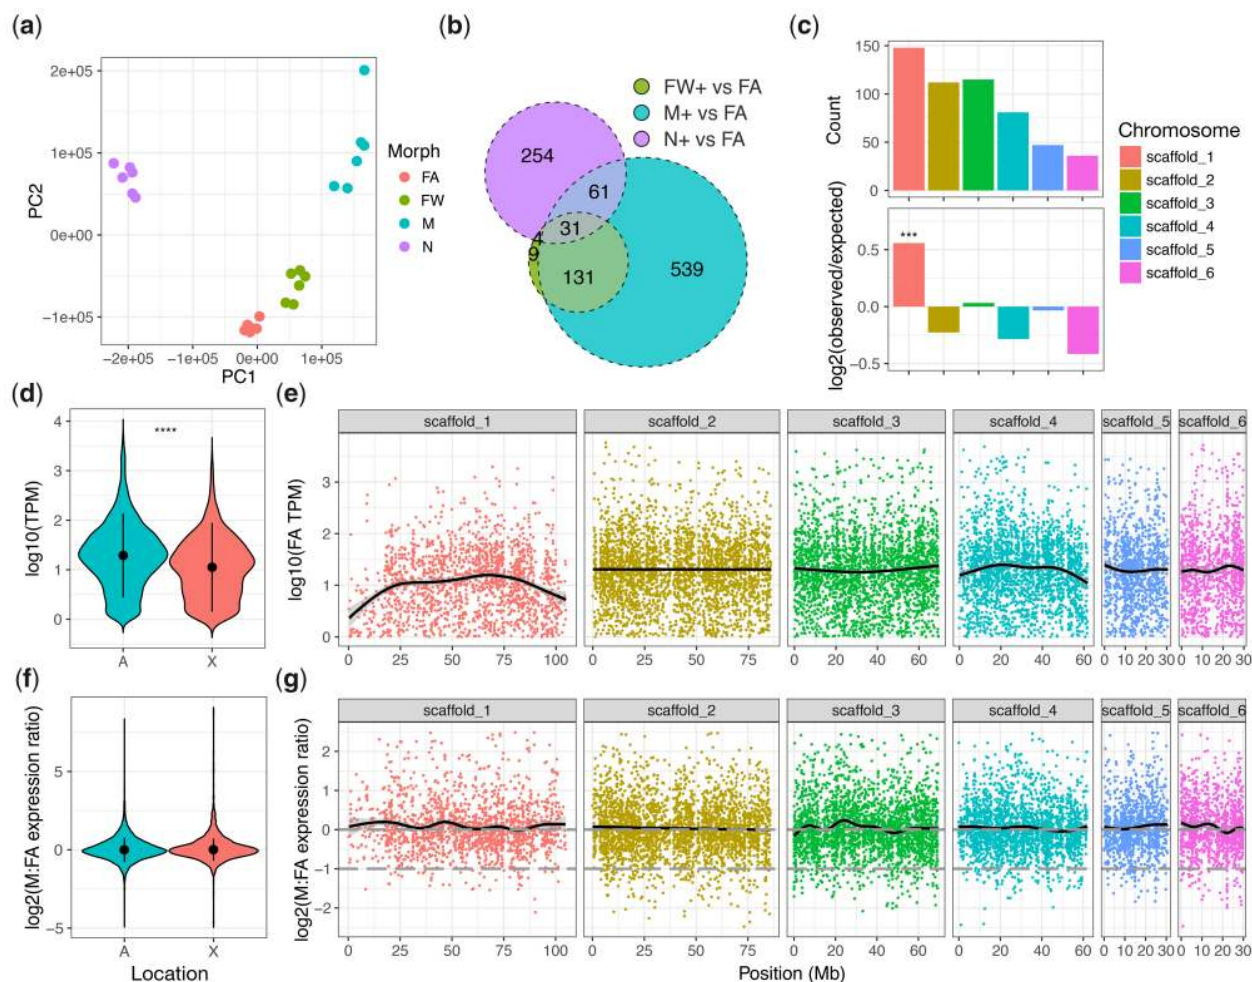 (a)
2e+05
1e+05
0e+00
−1e+05
PC2
−2e+05 −1e+05 0e+00 1e+05
PC1
Morph
FA
FW
M
N
(b)
FW+ vs FA
M+ vs FA
N+ vs FA
254
61
31
4
9
131
539
(c)
150
100
50
0
Count
***
0.5
0.0
−0.5
log2(observed/expected)
Chromosome
scaffold_1
scaffold_2
scaffold_3
scaffold_4
scaffold_5
scaffold_6
(d)
****
4
3
2
1
0
log10(TPM)
A X
(e)
scaffold_1 scaffold_2 scaffold_3 scaffold_4 scaffold_5 scaffold_6
3
2
1
0
log10(FA TPM)
0 25 50 75 100 0 25 50 75 0 20 40 60 0 20 40 60 0 10 20 30 0 10 20 30
(f)
5
0
−5
log2(M:FA expression ratio)
A X
Location
(g)
scaffold_1 scaffold_2 scaffold_3 scaffold_4 scaffold_5 scaffold_6
2
1
0
−1
−2
log2(M:FA expression ratio)
0 25 50 75 100 0 25 50 75 0 20 40 60 0 20 40 60 0 10 20 30 0 10 20 30
Position (Mb)